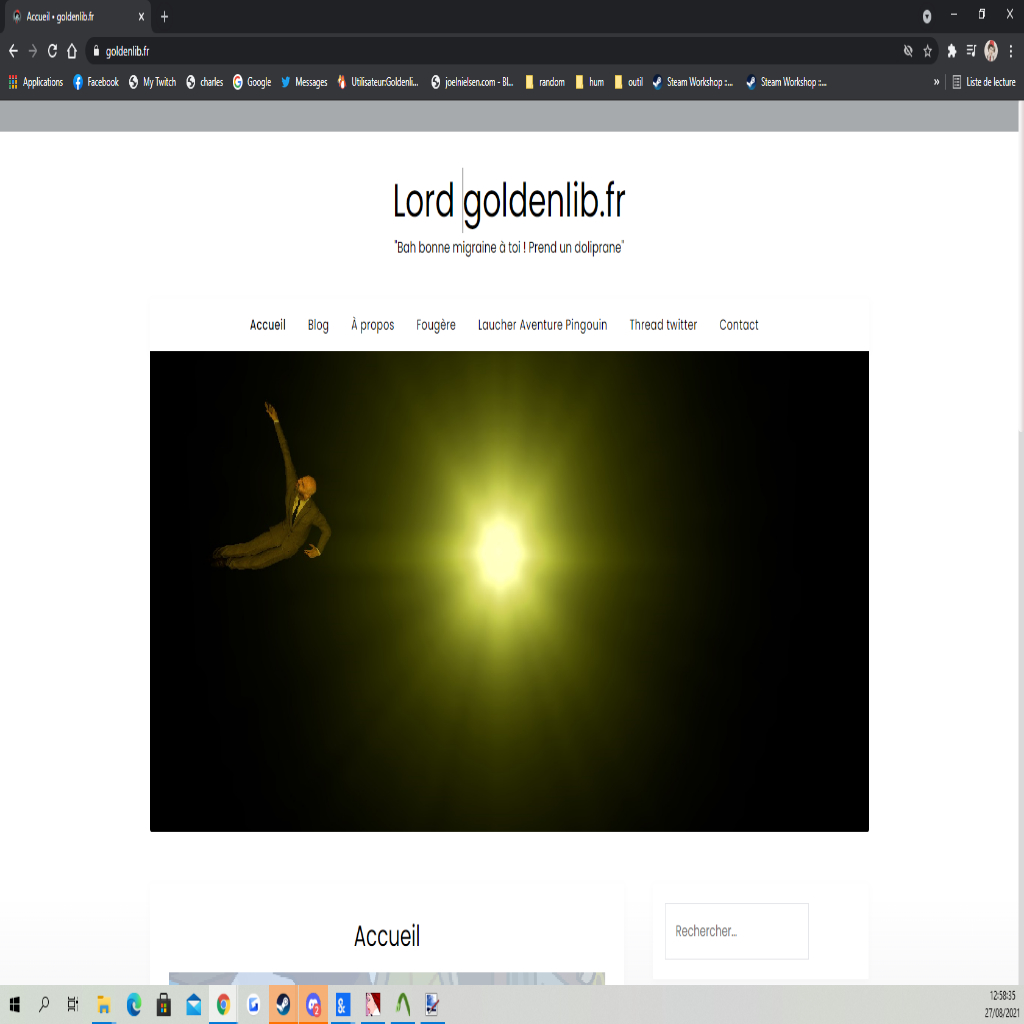 Accueil • goldenlib.fr
goldenlib.fr
Applications Facebook My Twitch charles Google Messages Utilisateur:Goldenli... joelnielsen.com - Bl... random hum outil Steam Workshop ::... Steam Workshop ::... » Liste de lecture
Lord goldenlib.fr
"Bah bonne migraine à toi ! Prend un doliprane"
Accueil Blog À propos Fougère Laucher Aventure Pingouin Thread twitter Contact
Accueil
Rechercher...
2
12:58:35
27/08/2021